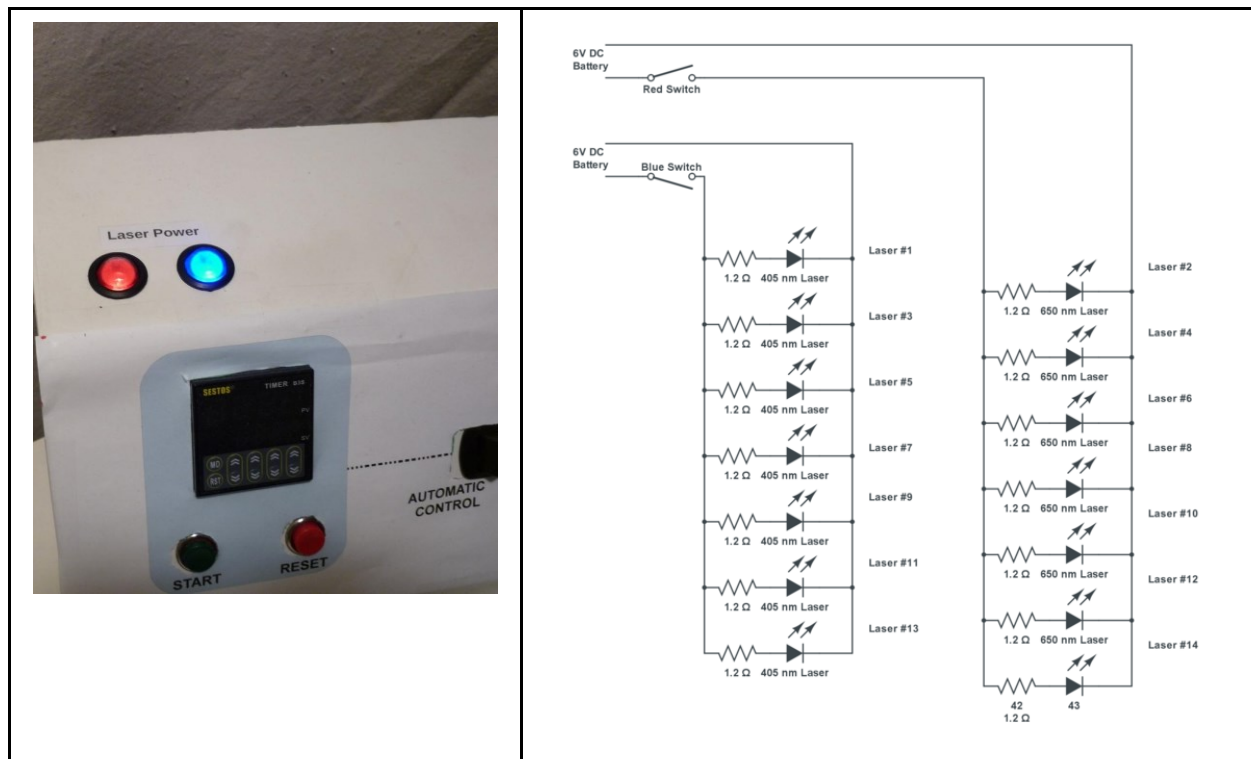 Laser Power
SESTOS
TIMER
PV
MO
RST
AUTOMATIC
CONTROL
START
RESET
6V DC
Battery
Red Switch
6V DC
Battery
Blue Switch
Laser #1
1.2 Ω 405 nm Laser
Laser #3
1.2 Ω 405 nm Laser
Laser #5
1.2 Ω 405 nm Laser
Laser #7
1.2 Ω 405 nm Laser
Laser #9
1.2 Ω 405 nm Laser
Laser #11
1.2 Ω 405 nm Laser
Laser #13
1.2 Ω 405 nm Laser
Laser #2
1.2 Ω 650 nm Laser
Laser #4
1.2 Ω 650 nm Laser
Laser #6
1.2 Ω 650 nm Laser
Laser #8
1.2 Ω 650 nm Laser
Laser #10
1.2 Ω 650 nm Laser
Laser #12
1.2 Ω 650 nm Laser
Laser #14
42 43
1.2 Ω